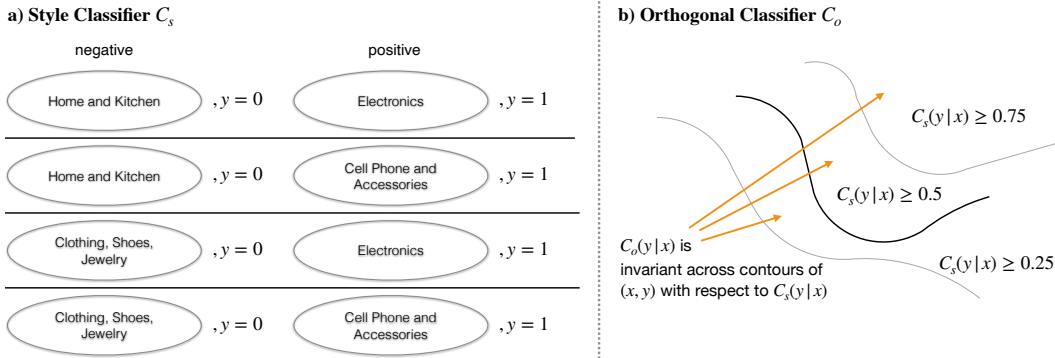 a) Style Classifier C_s
negative positive
Home and Kitchen , y = 0 Electronics , y = 1
Home and Kitchen , y = 0 Cell Phone and
Accessories , y = 1
Clothing, Shoes,
Jewelry , y = 0 Electronics , y = 1
Clothing, Shoes,
Jewelry , y = 0 Cell Phone and
Accessories , y = 1
b) Orthogonal Classifier C_o
C_s(y|x) ≥ 0.75
C_s(y|x) ≥ 0.5
C_s(y|x) ≥ 0.25
C_o(y|x) is
invariant across contours of
(x, y) with respect to C_s(y|x)